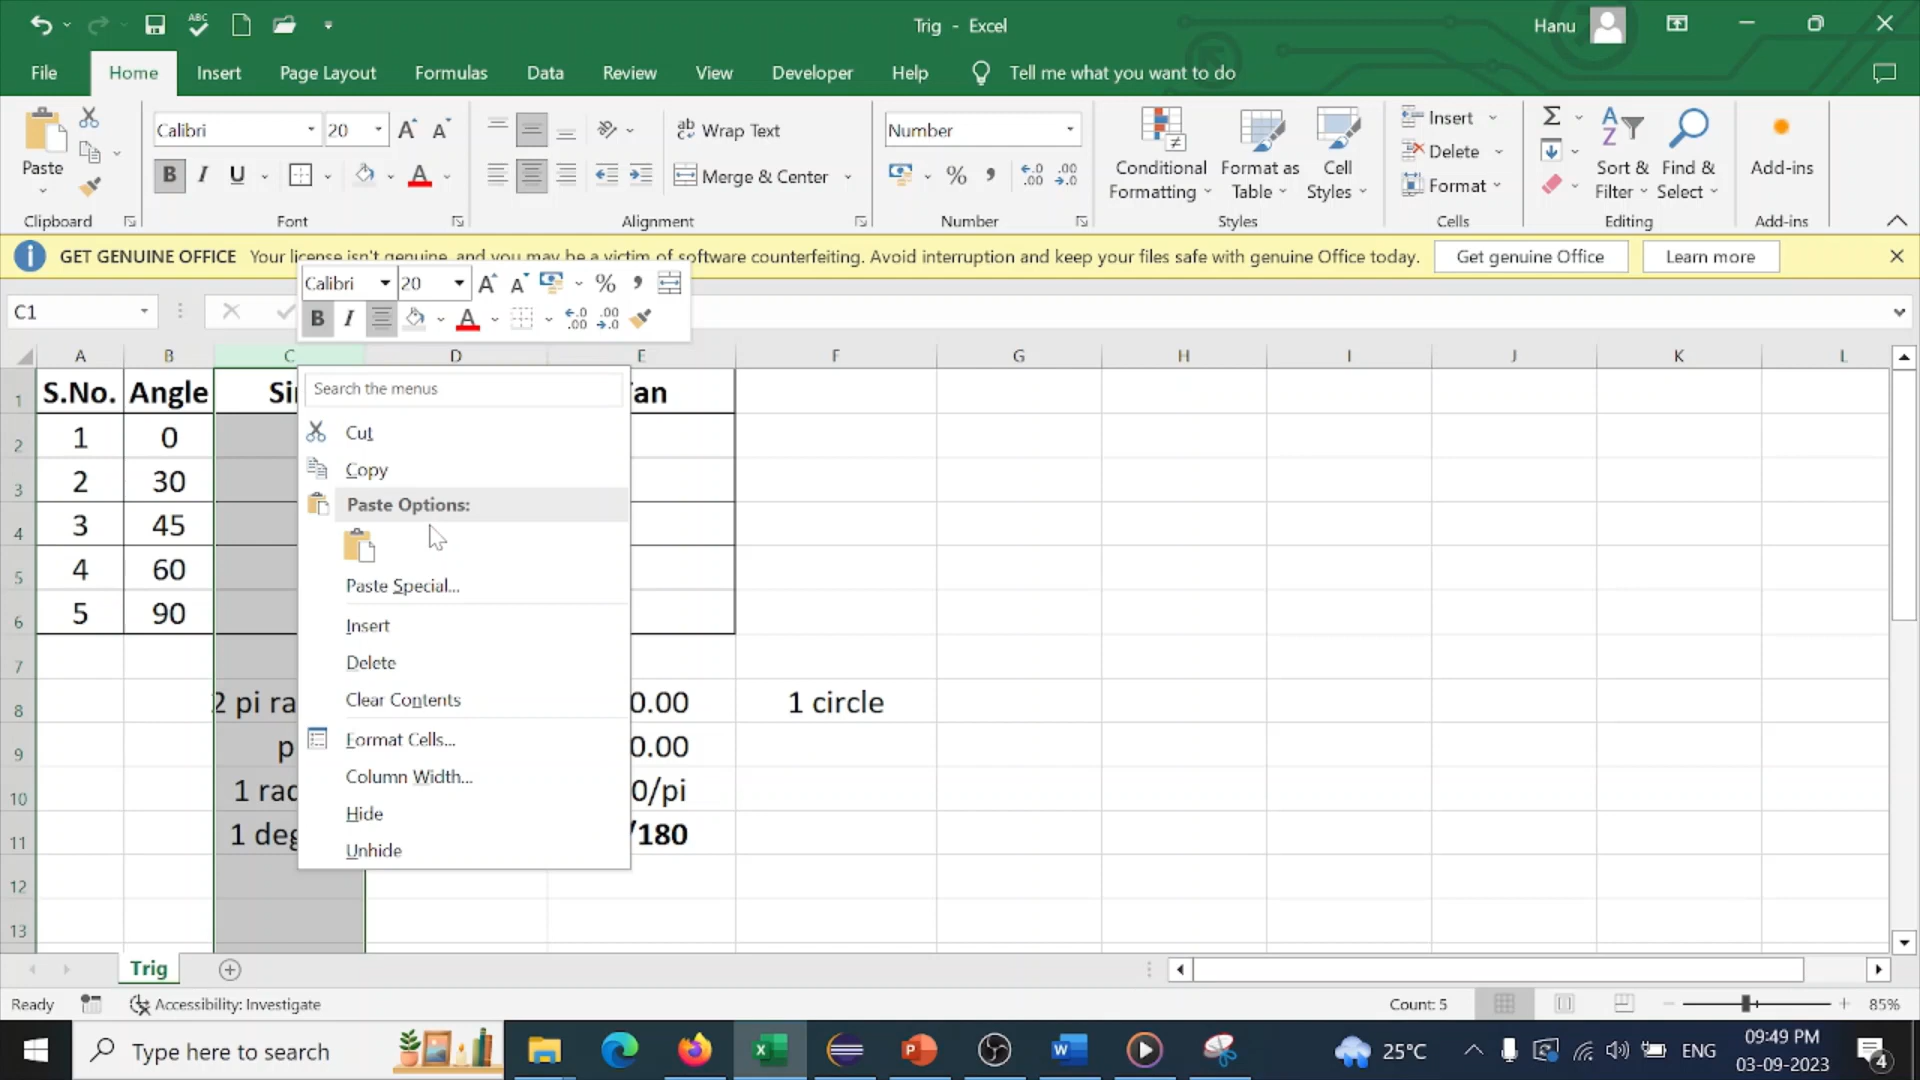 Trig - Excel
Hanu
File Home Insert Page Layout Formulas Data Review View Developer Help Tell me what you want to do
Paste
Clipboard
Calibri 20
Font
Wrap Text
Merge & Center
Alignment
Number
Number
Conditional Formatting
Format as Table
Cell Styles
Styles
Insert
Delete
Format
Cells
Sort & Filter
Find & Select
Editing
Add-ins
Add-ins
GET GENUINE OFFICE Your license isn't genuine, and you may be a victim of software counterfeiting. Avoid interruption and keep your files safe with genuine Office today. Get genuine Office Learn more
C1
Calibri 20
A B C D E F G H I J K L
1 S.No. Angle
2 1 0
3 2 30
4 3 45
5 4 60
6 5 90
7
8 2 pi 0.00 1 circle
9 0.00
10 1 0/pi
11 1 /180
12
13
Search the menus
Cut
Copy
Paste Options:
Paste Special...
Insert
Delete
Clear Contents
Format Cells...
Column Width...
Hide
Unhide
Trig
Ready Accessibility: Investigate Count: 5 85%
Type here to search
25°C ENG
09:49 PM
03-09-2023
4